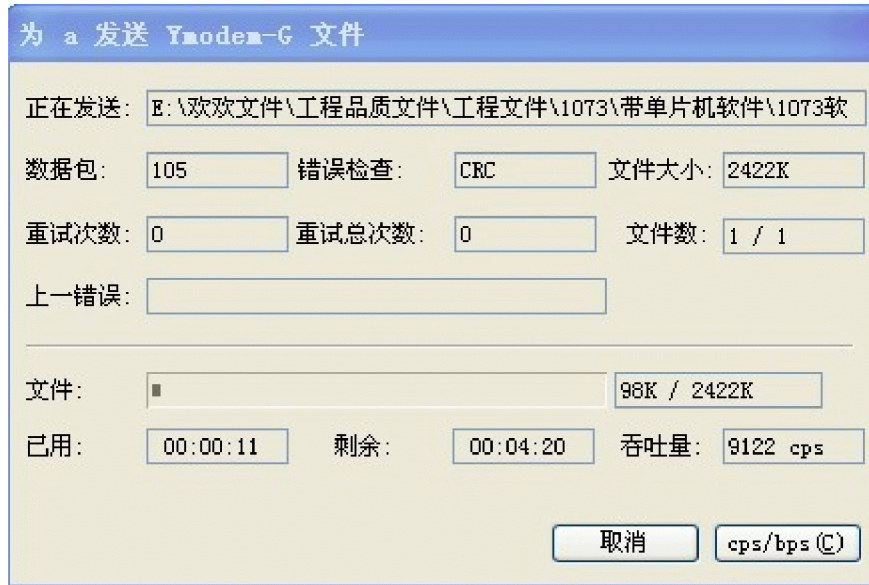 为 a 发送 Ymodem-G 文件
正在发送: E:\欢欢文件\工程品质文件\工程文件\1073\带单片机软件\1073软
数据包: 105 错误检查: CRC 文件大小: 2422K
重试次数: 0 重试总次数: 0 文件数: 1 / 1
上一错误:
文件: 98K / 2422K
已用: 00:00:11 剩余: 00:04:20 吞吐量: 9122 cps
取消 cps/bps(C)